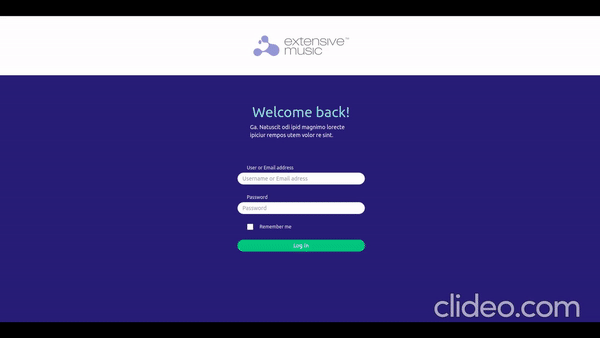 extensive™
music
Welcome back!
Ga. Natuscit odi ipid magnimo lorecte
ipiciur rempos utem volor re sint.
User or Email address
Username or Email adress
Password
Password
Remember me
Log in
clideo.com